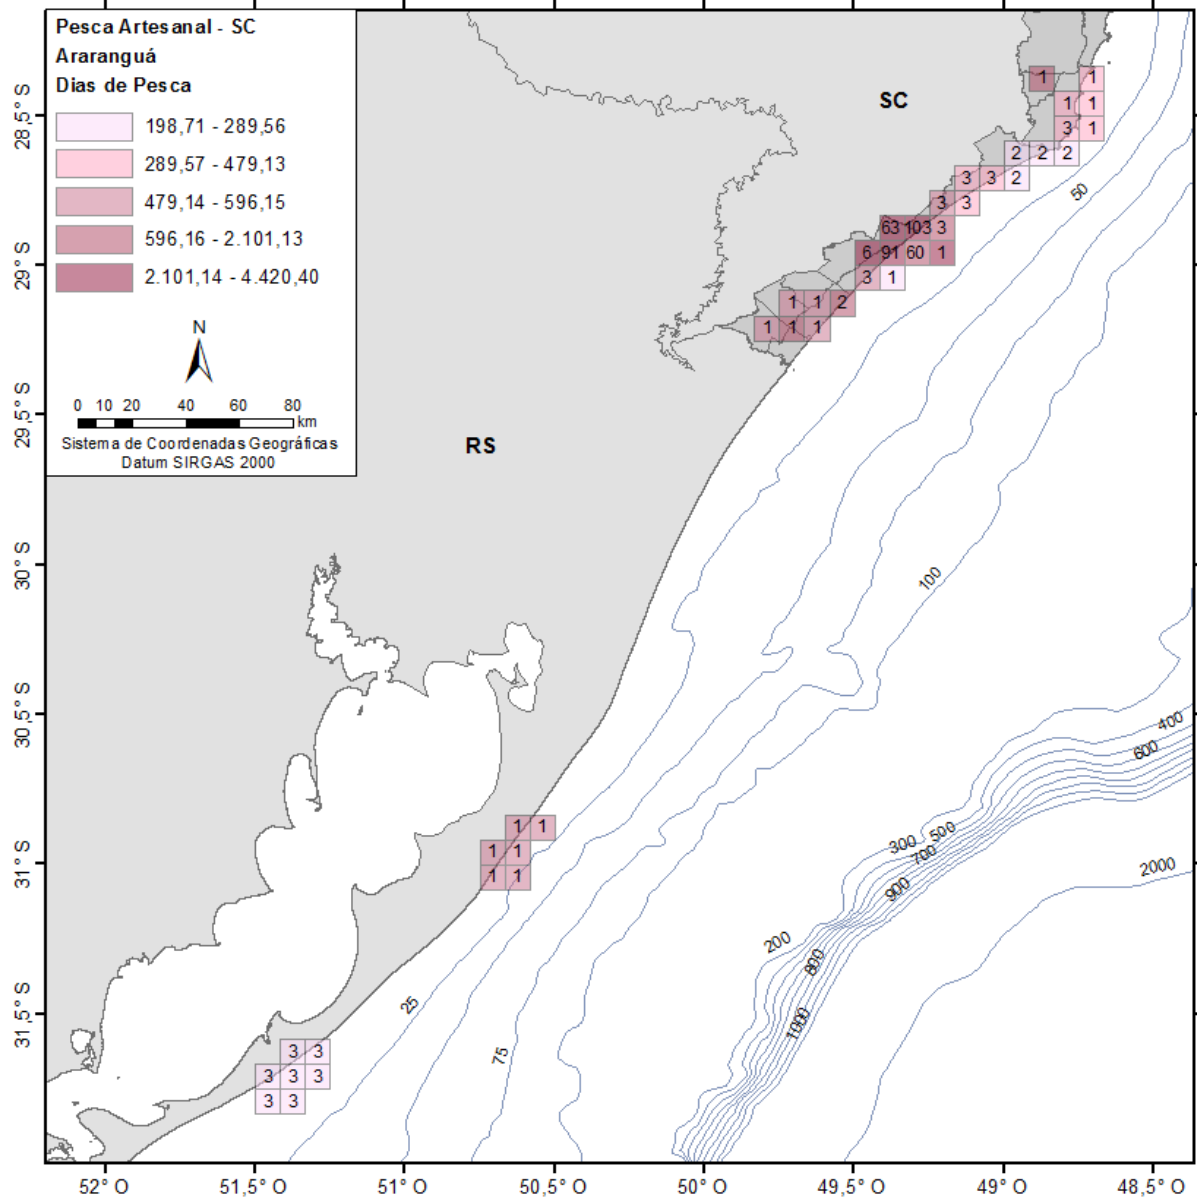 Pesca Artesanal - SC
Araranguá
Dias de Pesca
198,71 - 289,56
289,57 - 479,13
479,14 - 596,15
596,16 - 2.101,13
2.101,14 - 4.420,40
N
0 10 20 40 60 80
km
Sistema de Coordenadas Geográficas
Datum SIRGAS 2000
SC
RS
1 1
1 1
3 1
2 2 2
3 3 2
3 3
63 103 3
6 91 60 1
3 1
1 1 2
1 1 1
1 1
1 1
1 1
3 3
3 3 3
3 3
50
100
25
75
400
600
300
500
700
900
2000
200
800
1000
28,5° S
29° S
29,5° S
30° S
30,5° S
31° S
31,5° S
52° O 51,5° O 51° O 50,5° O 50° O 49,5° O 49° O 48,5° O